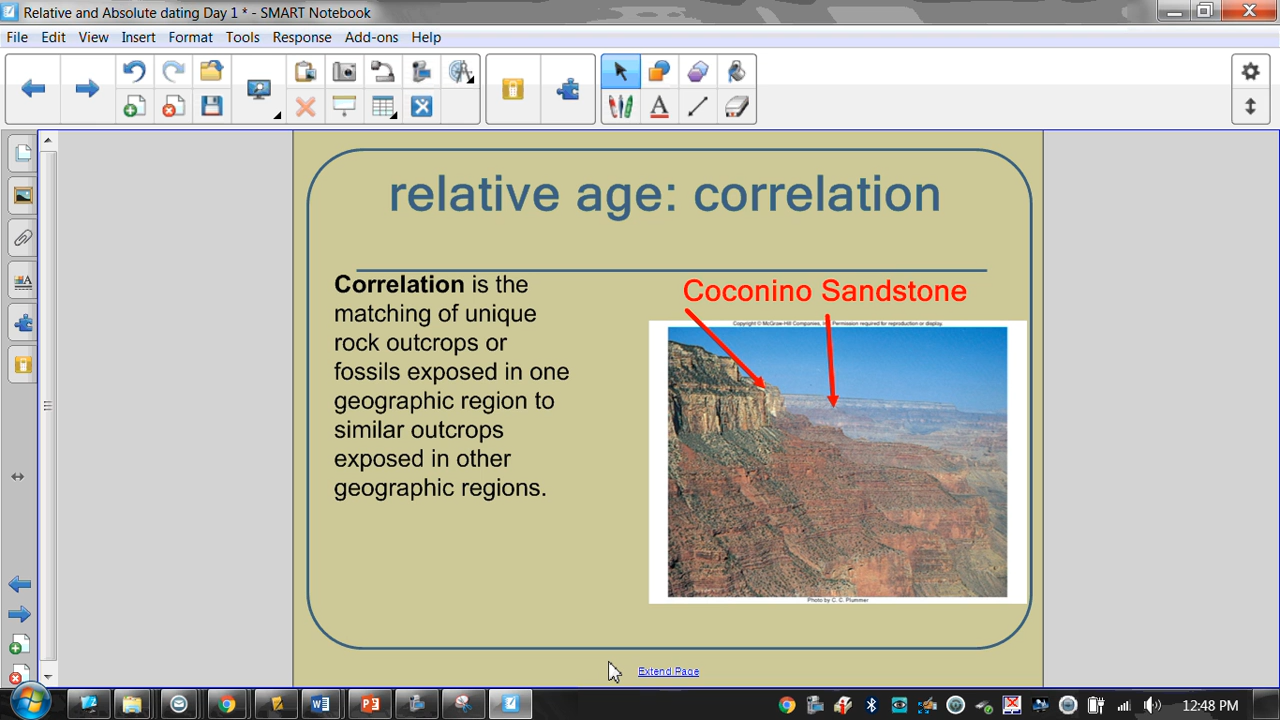 Relative and Absolute dating Day 1 * - SMART Notebook
File Edit View Insert Format Tools Response Add-ons Help
relative age: correlation
Correlation is the
matching of unique
rock outcrops or
fossils exposed in one
geographic region to
similar outcrops
exposed in other
geographic regions.
Coconino Sandstone
Copyright © McGraw-Hill Companies, Permission required for reproduction or display.
Photo by C. C. Plummer
Extend Page
12:48 PM